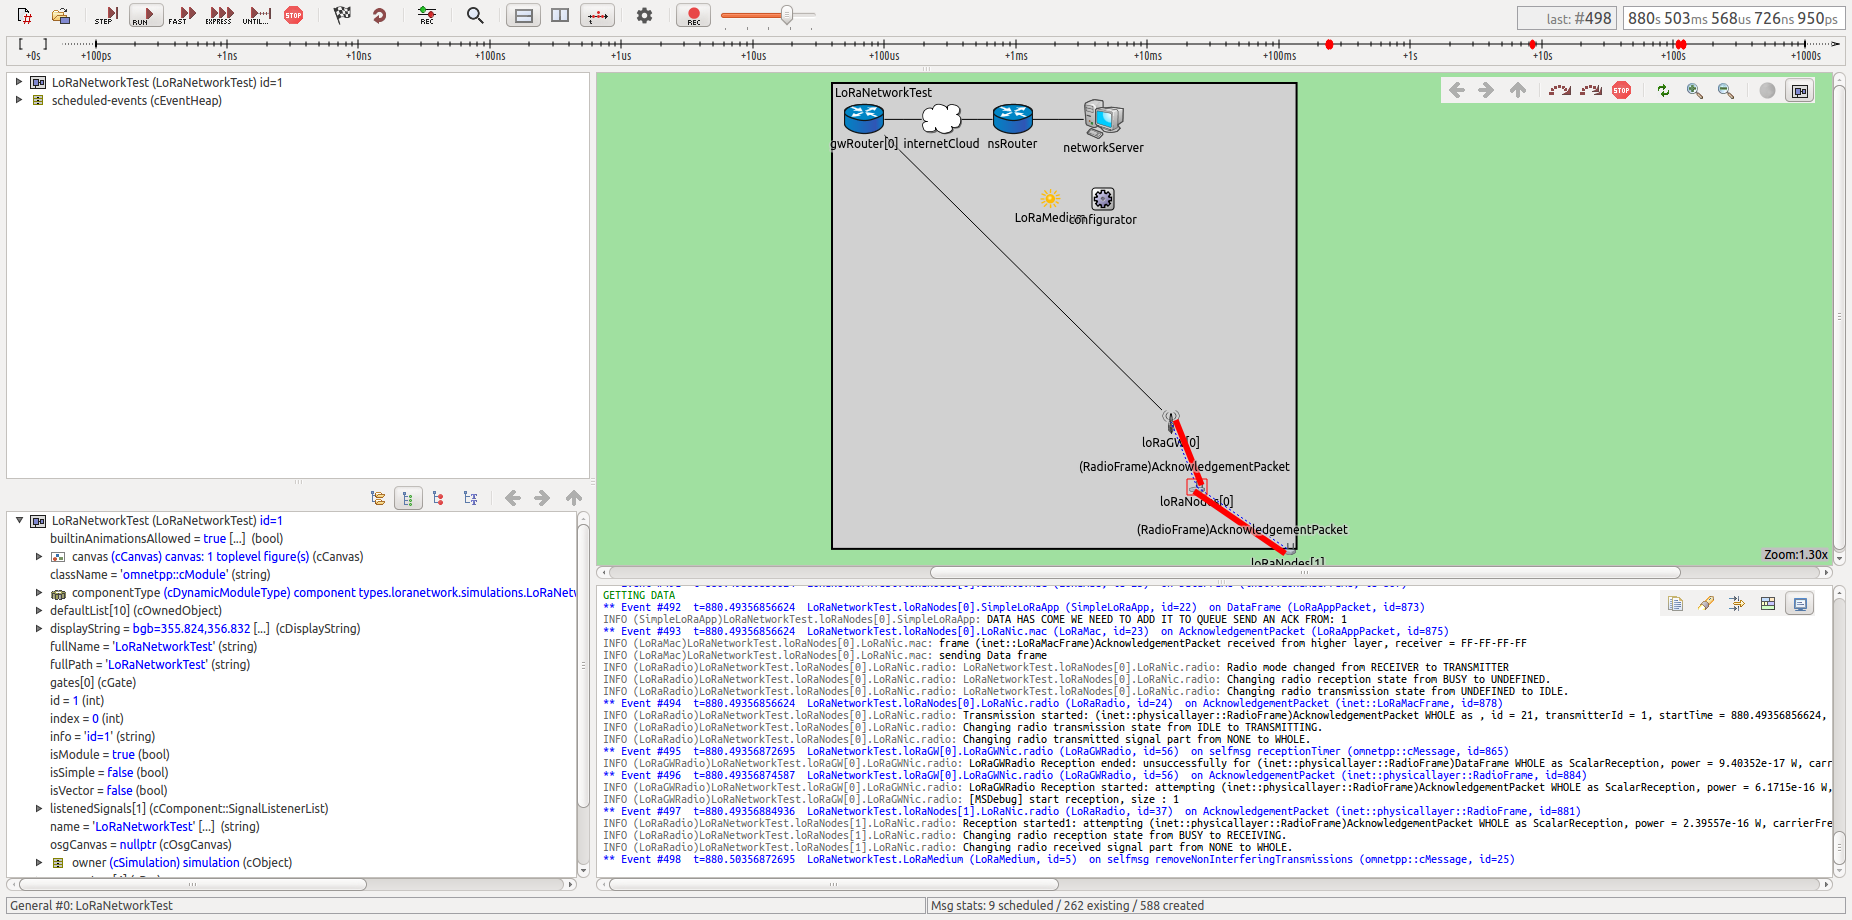 STEP RUN FAST EXPRESS UNTIL... STOP REC REC last: #498 880s 503ms 568us 726ns 950ps
+0s +100ps +1ns +10ns +100ns +1us +10us +100us +1ms +10ms +100ms +1s +10s +100s +1000s
LoRaNetworkTest (LoRaNetworkTest) id=1
scheduled-events (cEventHeap)
LoRaNetworkTest (LoRaNetworkTest) id=1
builtinAnimationsAllowed = true [...] (bool)
canvas (cCanvas) canvas: 1 toplevel figure(s) (cCanvas)
className = 'omnetpp::cModule' (string)
componentType (cDynamicModuleType) component types.loranetwork.simulations.LoRaNetw
defaultList[10] (cOwnedObject)
displayString = bgb=355.824,356.832 [...] (cDisplayString)
fullName = 'LoRaNetworkTest' (string)
fullPath = 'LoRaNetworkTest' (string)
gates[0] (cGate)
id = 1 (int)
index = 0 (int)
info = 'id=1' (string)
isModule = true (bool)
isSimple = false (bool)
isVector = false (bool)
listenedSignals[1] (cComponent::SignalListenerList)
name = 'LoRaNetworkTest' [...] (string)
osgCanvas = nullptr (cOsgCanvas)
owner (cSimulation) simulation (cObject)
LoRaNetworkTest
STOP
gwRouter[0] internetCloud nsRouter networkServer
LoRaMedium configurator
loRaGW[0]
(RadioFrame)AcknowledgementPacket
loRaNodes[0]
(RadioFrame)AcknowledgementPacket
loRaNodes[1]
Zoom:1.30x
GETTING DATA
** Event #492 t=880.49356856624 LoRaNetworkTest.loRaNodes[0].SimpleLoRaApp (SimpleLoRaApp, id=22) on DataFrame (LoRaAppPacket, id=873)
INFO (SimpleLoRaApp)LoRaNetworkTest.loRaNodes[0].SimpleLoRaApp: DATA HAS COME WE NEED TO ADD IT TO QUEUE SEND AN ACK FROM: 1
** Event #493 t=880.49356856624 LoRaNetworkTest.loRaNodes[0].LoRaNic.mac (LoRaMac, id=23) on AcknowledgementPacket (LoRaAppPacket, id=875)
INFO (LoRaMac)LoRaNetworkTest.loRaNodes[0].LoRaNic.mac: frame (inet::LoRaMacFrame)AcknowledgementPacket received from higher layer, receiver = FF-FF-FF-FF
INFO (LoRaMac)LoRaNetworkTest.loRaNodes[0].LoRaNic.mac: sending Data frame
INFO (LoRaRadio)LoRaNetworkTest.loRaNodes[0].LoRaNic.radio: LoRaNetworkTest.loRaNodes[0].LoRaNic.radio: Radio mode changed from RECEIVER to TRANSMITTER
INFO (LoRaRadio)LoRaNetworkTest.loRaNodes[0].LoRaNic.radio: LoRaNetworkTest.loRaNodes[0].LoRaNic.radio: Changing radio reception state from BUSY to UNDEFINED.
INFO (LoRaRadio)LoRaNetworkTest.loRaNodes[0].LoRaNic.radio: LoRaNetworkTest.loRaNodes[0].LoRaNic.radio: Changing radio transmission state from UNDEFINED to IDLE.
** Event #494 t=880.49356856624 LoRaNetworkTest.loRaNodes[0].LoRaNic.radio (LoRaRadio, id=24) on AcknowledgementPacket (inet::LoRaMacFrame, id=878)
INFO (LoRaRadio)LoRaNetworkTest.loRaNodes[0].LoRaNic.radio: Transmission started: (inet::physicallayer::RadioFrame)AcknowledgementPacket WHOLE as , id = 21, transmitterId = 1, startTime = 880.49356856624,
INFO (LoRaRadio)LoRaNetworkTest.loRaNodes[0].LoRaNic.radio: Changing radio transmission state from IDLE to TRANSMITTING.
INFO (LoRaRadio)LoRaNetworkTest.loRaNodes[0].LoRaNic.radio: Changing radio transmitted signal part from NONE to WHOLE.
** Event #495 t=880.49356872695 LoRaNetworkTest.loRaGW[0].LoRaGWNic.radio (LoRaGWRadio, id=56) on selfmsg receptionTimer (omnetpp::cMessage, id=865)
INFO (LoRaGWRadio)LoRaNetworkTest.loRaGW[0].LoRaGWNic.radio: LoRaGWRadio Reception ended: unsuccessfully for (inet::physicallayer::RadioFrame)DataFrame WHOLE as ScalarReception, power = 9.40352e-17 W, carr
** Event #496 t=880.49356874587 LoRaNetworkTest.loRaGW[0].LoRaGWNic.radio (LoRaGWRadio, id=56) on AcknowledgementPacket (inet::physicallayer::RadioFrame, id=884)
INFO (LoRaGWRadio)LoRaNetworkTest.loRaGW[0].LoRaGWNic.radio: LoRaGWRadio Reception started: attempting (inet::physicallayer::RadioFrame)AcknowledgementPacket WHOLE as ScalarReception, power = 6.1715e-16 W,
INFO (LoRaGWRadio)LoRaNetworkTest.loRaGW[0].LoRaGWNic.radio: [MSDebug] start reception, size : 1
** Event #497 t=880.49356884936 LoRaNetworkTest.loRaNodes[1].LoRaNic.radio (LoRaRadio, id=37) on AcknowledgementPacket (inet::physicallayer::RadioFrame, id=881)
INFO (LoRaRadio)LoRaNetworkTest.loRaNodes[1].LoRaNic.radio: Reception started1: attempting (inet::physicallayer::RadioFrame)AcknowledgementPacket WHOLE as ScalarReception, power = 2.39557e-16 W, carrierFre
INFO (LoRaRadio)LoRaNetworkTest.loRaNodes[1].LoRaNic.radio: Changing radio reception state from BUSY to RECEIVING.
INFO (LoRaRadio)LoRaNetworkTest.loRaNodes[1].LoRaNic.radio: Changing radio received signal part from NONE to WHOLE.
** Event #498 t=880.50356872695 LoRaNetworkTest.LoRaMedium (LoRaMedium, id=5) on selfmsg removeNonInterferingTransmissions (omnetpp::cMessage, id=25)
General #0: LoRaNetworkTest
Msg stats: 9 scheduled / 262 existing / 588 created